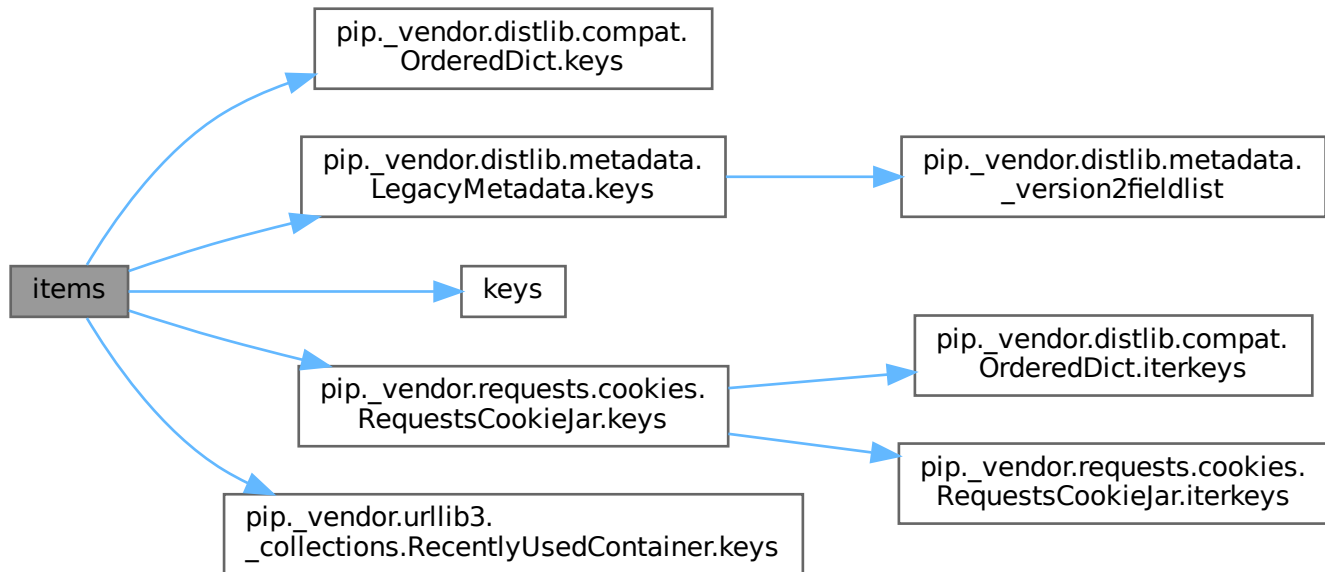 pip._vendor.distlib.compat.
OrderedDict.keys
pip._vendor.distlib.metadata.
LegacyMetadata.keys
pip._vendor.distlib.metadata.
_version2fieldlist
items
keys
pip._vendor.requests.cookies.
RequestsCookieJar.keys
pip._vendor.distlib.compat.
OrderedDict.iterkeys
pip._vendor.requests.cookies.
RequestsCookieJar.iterkeys
pip._vendor.urllib3.
_collections.RecentlyUsedContainer.keys